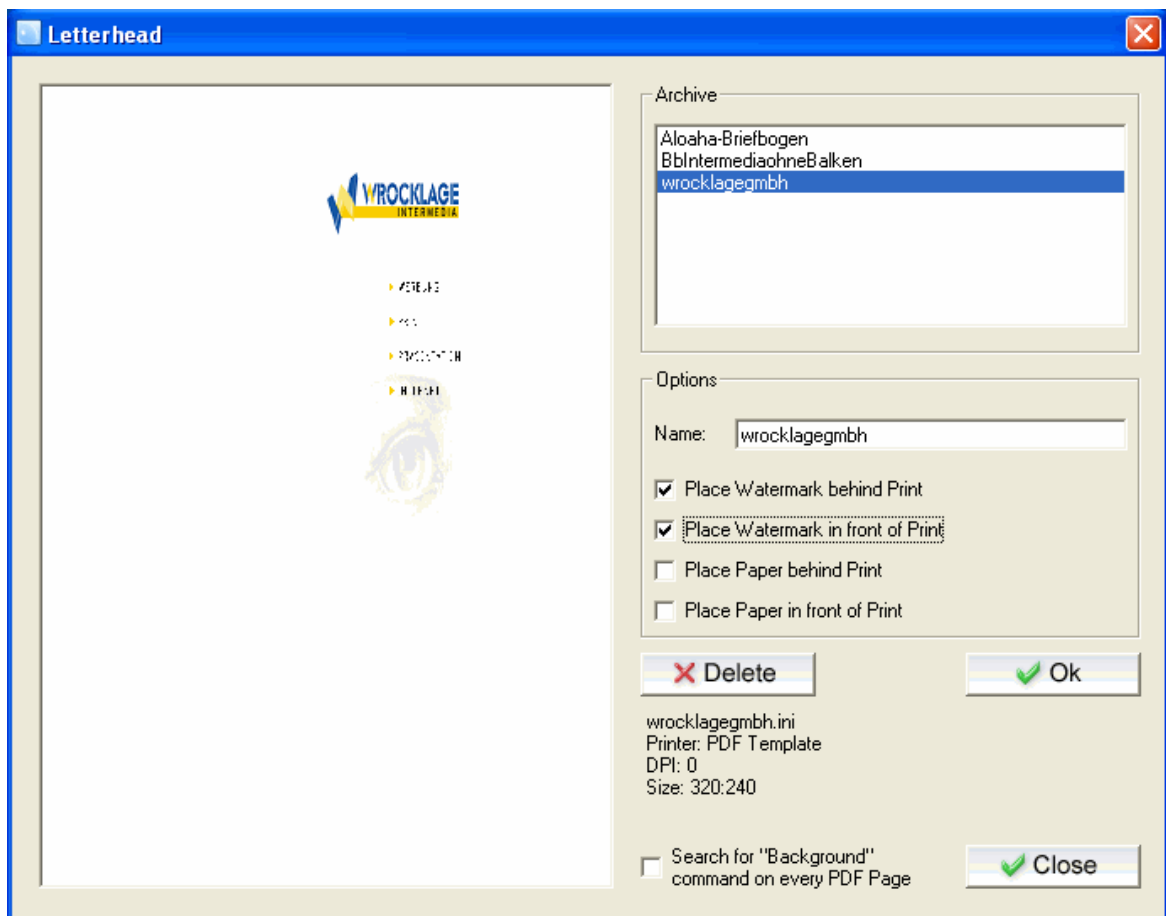 Letterhead
WROCKLAGE
INTERMEDIA
Archive
Aloaha-Briefbogen
BbIntermediaohneBalken
wrocklagegmbh
Options
Name: wrocklagegmbh
Place Watermark behind Print
Place Watermark in front of Print
Place Paper behind Print
Place Paper in front of Print
Delete
Ok
wrocklagegmbh.ini
Printer: PDF Template
DPI: 0
Size: 320:240
Search for "Background"
command on every PDF Page
Close